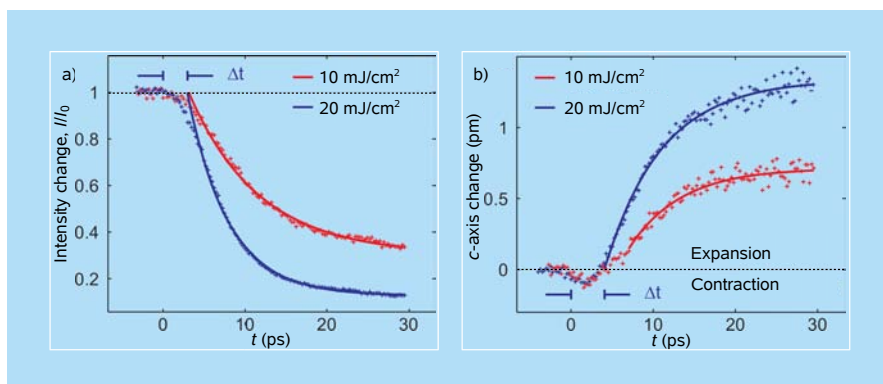 a)
Δt
10 mJ/cm²
20 mJ/cm²
Intensity change, I/I₀
1
0.8
0.6
0.4
0.2
0 10 20 30
t (ps)
b)
10 mJ/cm²
20 mJ/cm²
c-axis change (pm)
1
0.5
0
Expansion
Contraction
Δt
0 10 20 30
t (ps)